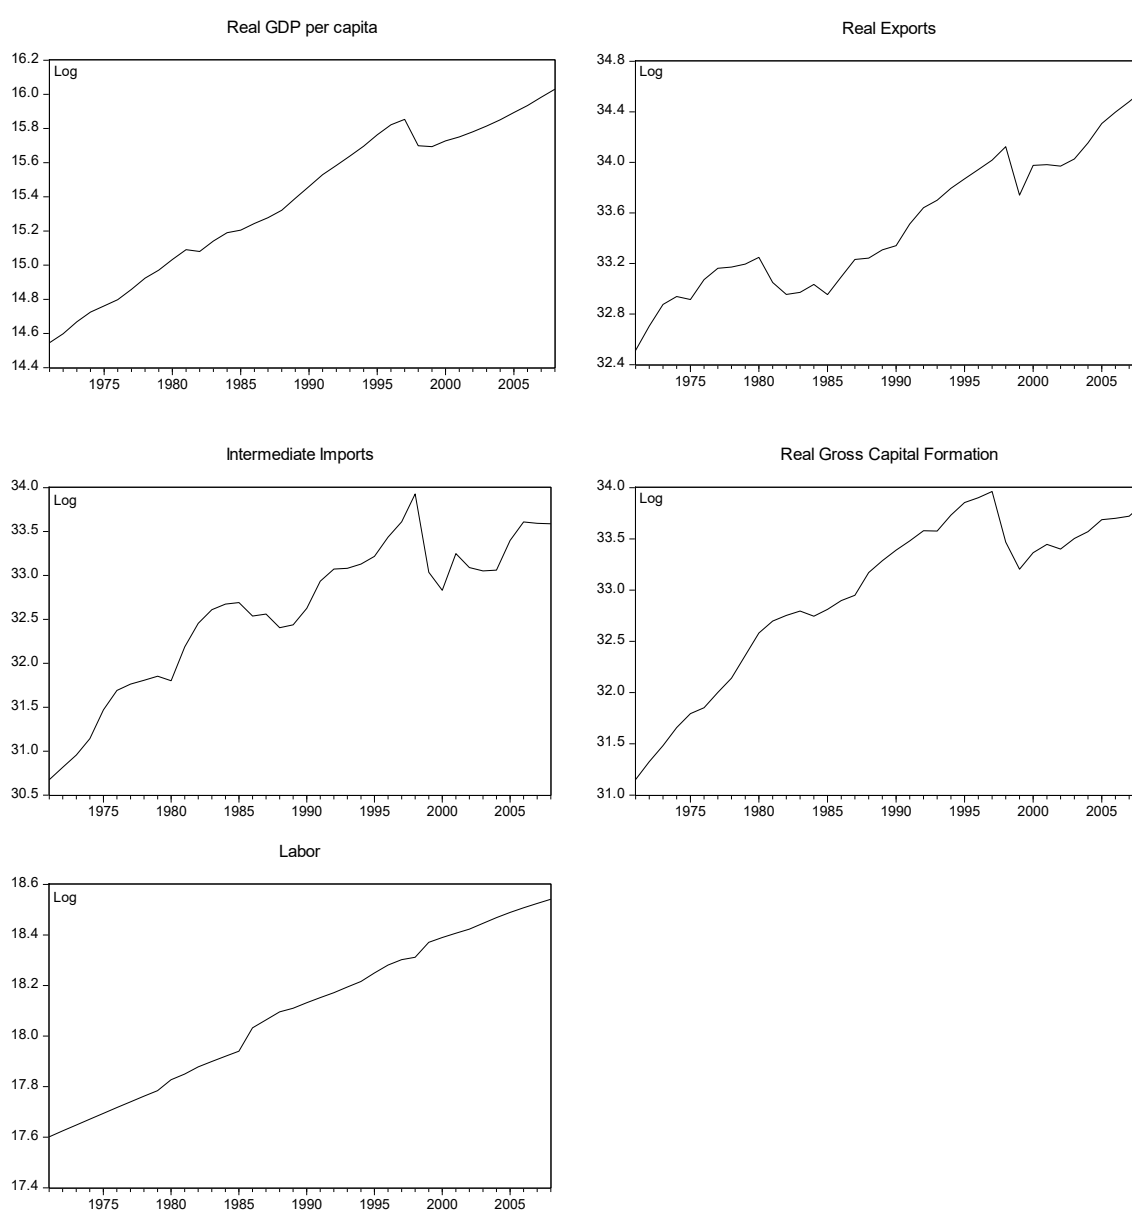 Real GDP per capita
Log
16.2
16.0
15.8
15.6
15.4
15.2
15.0
14.8
14.6
14.4
1975 1980 1985 1990 1995 2000 2005
Real Exports
Log
34.8
34.4
34.0
33.6
33.2
32.8
32.4
1975 1980 1985 1990 1995 2000 2005
Intermediate Imports
Log
34.0
33.5
33.0
32.5
32.0
31.5
31.0
30.5
1975 1980 1985 1990 1995 2000 2005
Real Gross Capital Formation
Log
34.0
33.5
33.0
32.5
32.0
31.5
31.0
1975 1980 1985 1990 1995 2000 2005
Labor
Log
18.6
18.4
18.2
18.0
17.8
17.6
17.4
1975 1980 1985 1990 1995 2000 2005